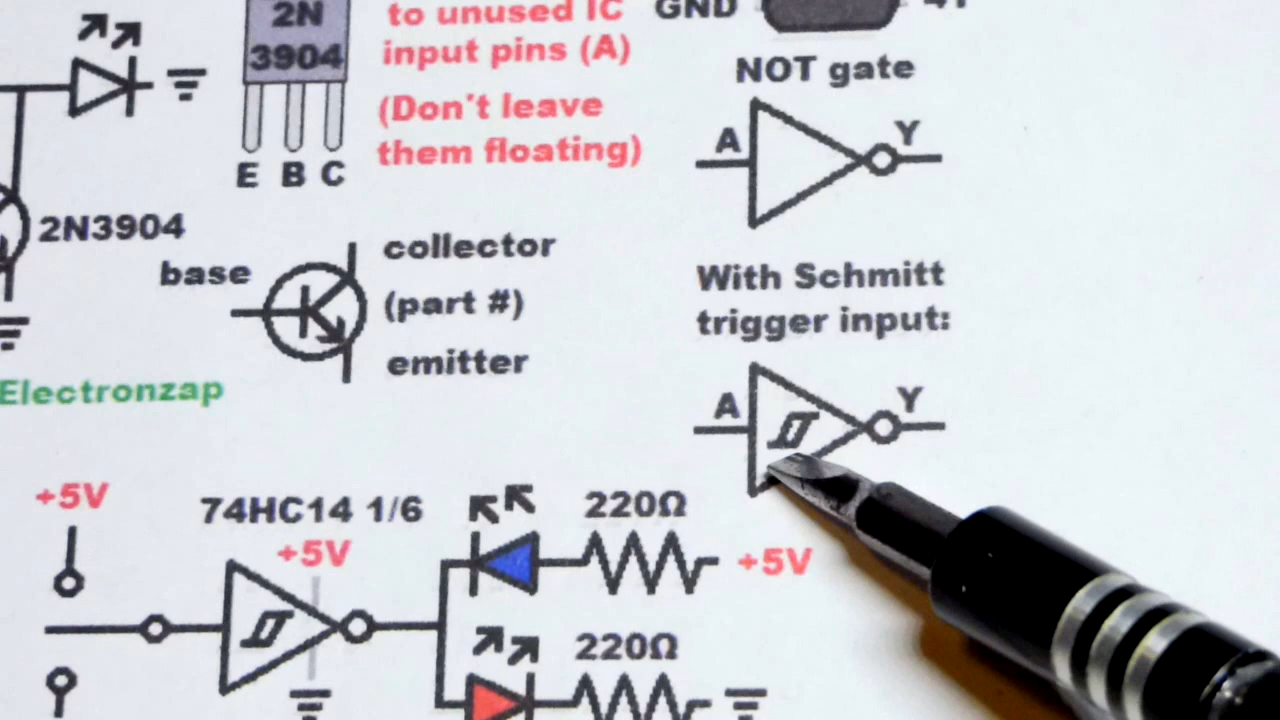 2N
3904
E B C
to unused IC
input pins (A)
(Don't leave
them floating)
GND
NOT gate
A
Y
2N3904
base
collector
(part #)
emitter
With Schmitt
trigger input:
A
Y
Electronzap
+5V
74HC14 1/6
+5V
220Ω
+5V
220Ω